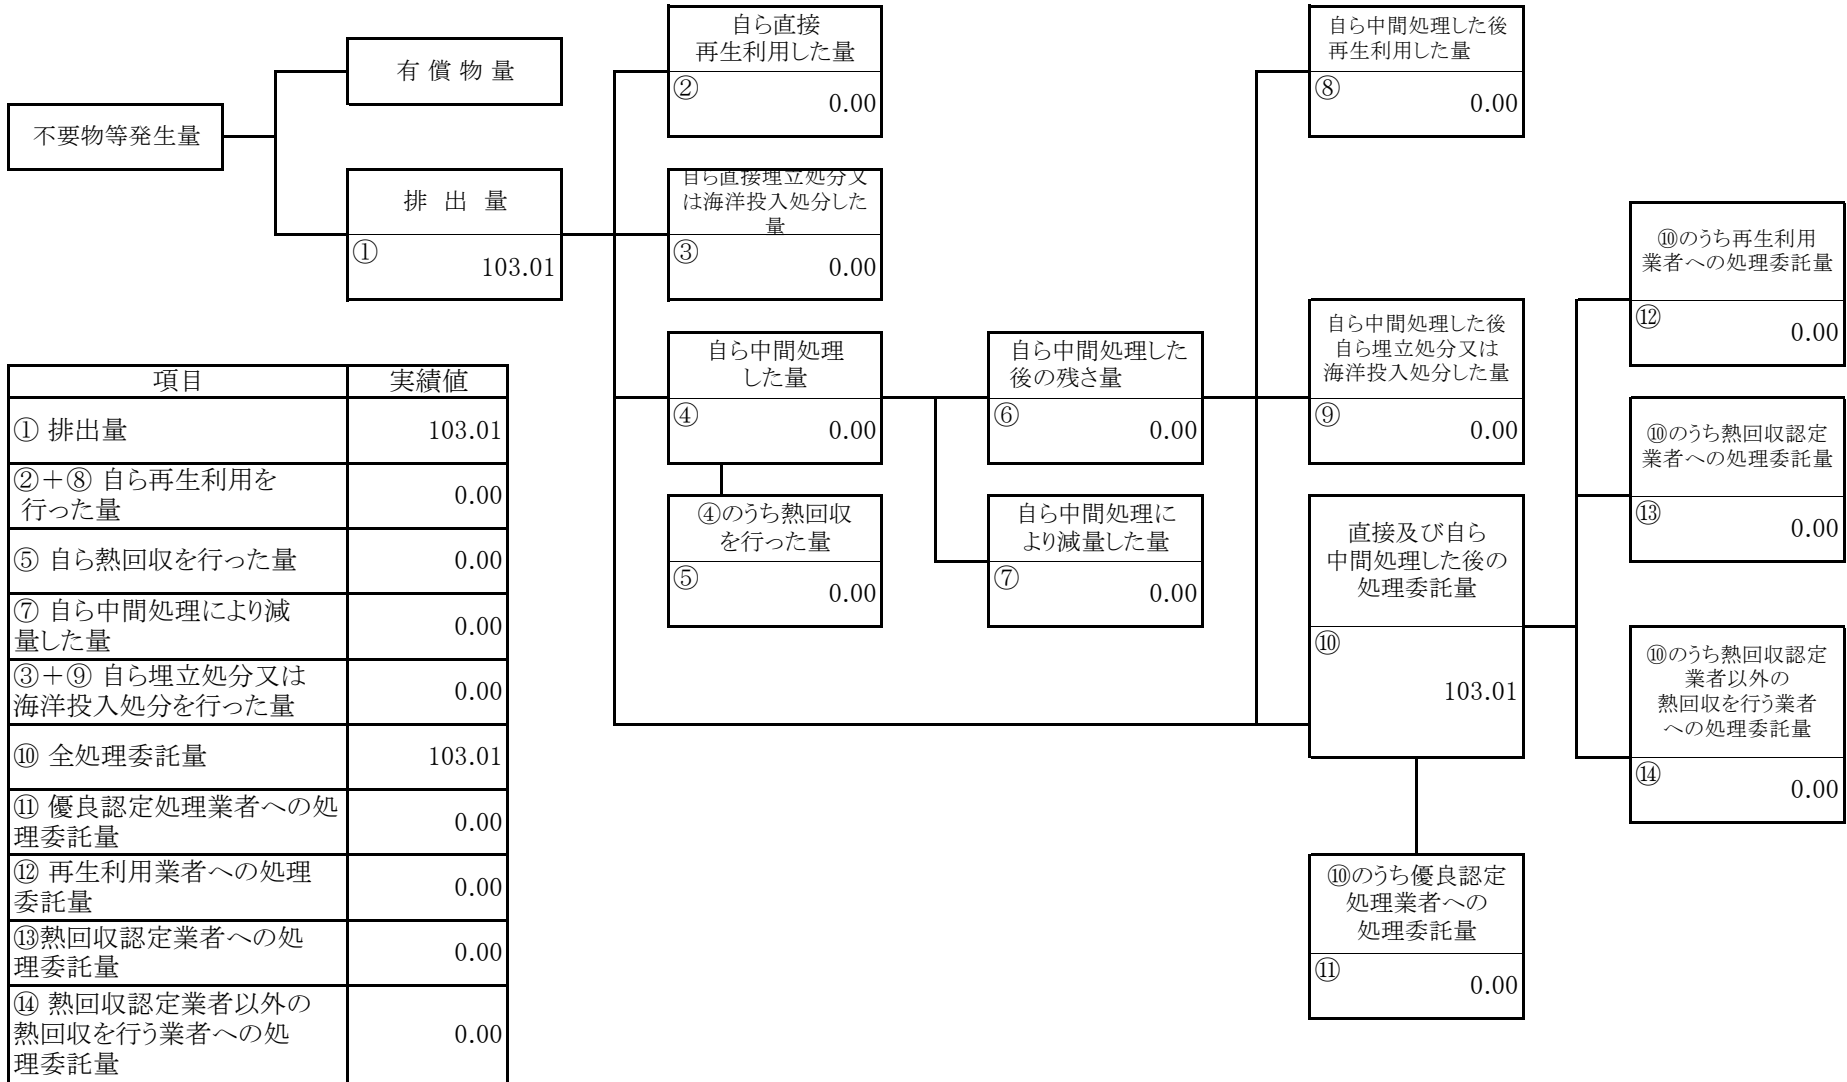 不要物等発生量
有 償 物 量
排 出 量
①
103.01
自ら直接
再生利用した量
②
0.00
自ら直接埋立処分又
は海洋投入処分した
量
③
0.00
自ら中間処理
した量
④
0.00
④のうち熱回収
を行った量
⑤
0.00
自ら中間処理した
後の残さ量
⑥
0.00
自ら中間処理に
より減量した量
⑦
0.00
自ら中間処理した後
再生利用した量
⑧
0.00
自ら中間処理した後
自ら埋立処分又は
海洋投入処分した量
⑨
0.00
直接及び自ら
中間処理した後の
処理委託量
⑩
103.01
⑩のうち優良認定
処理業者への
処理委託量
⑪
0.00
⑩のうち再生利用
業者への処理委託量
⑫
0.00
⑩のうち熱回収認定
業者への処理委託量
⑬
0.00
⑩のうち熱回収認定
業者以外の
熱回収を行う業者
への処理委託量
⑭
0.00
項目 実績値
① 排出量 103.01
②+⑧ 自ら再生利用を
行った量 0.00
⑤ 自ら熱回収を行った量 0.00
⑦ 自ら中間処理により減
量した量 0.00
③+⑨ 自ら埋立処分又は
海洋投入処分を行った量 0.00
⑩ 全処理委託量 103.01
⑪ 優良認定処理業者への処
理委託量 0.00
⑫ 再生利用業者への処理
委託量 0.00
⑬熱回収認定業者への処
理委託量 0.00
⑭ 熱回収認定業者以外の
熱回収を行う業者への処
理委託量 0.00